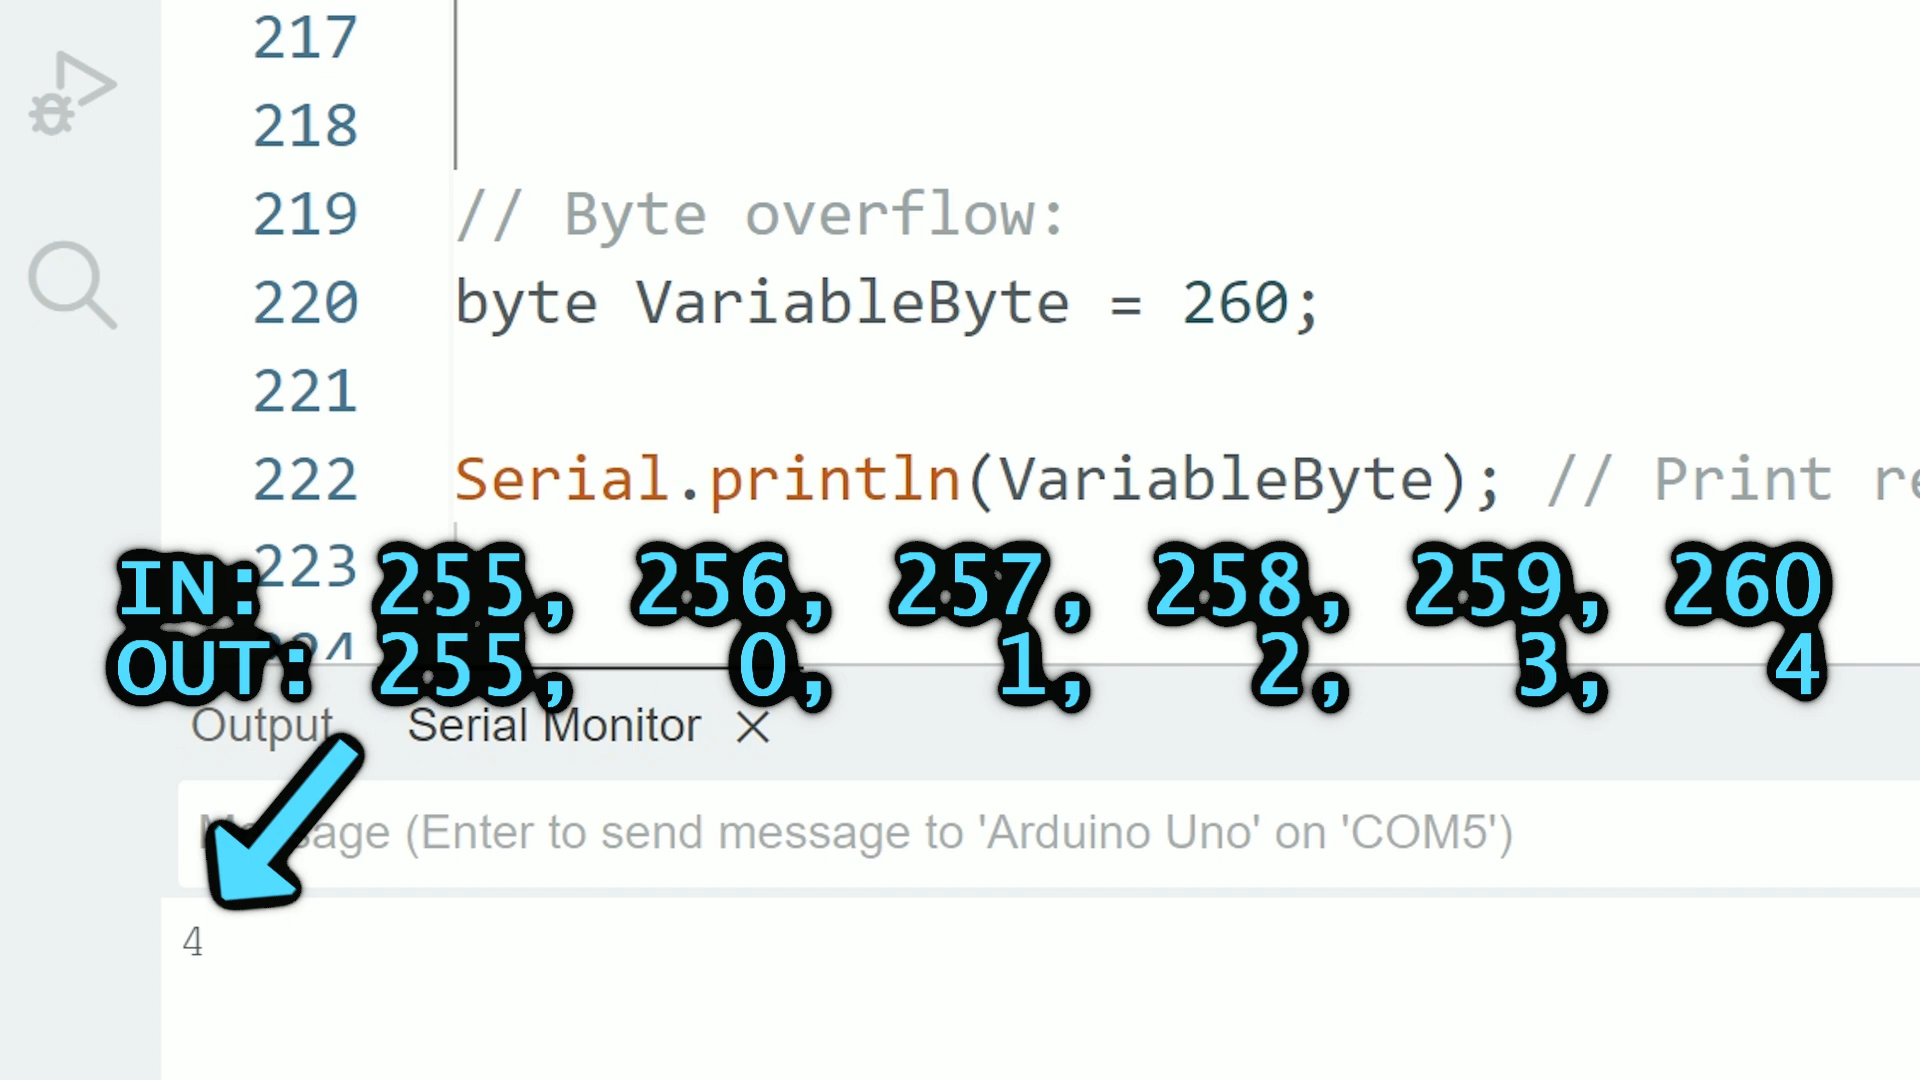 217
218
219 // Byte overflow:
220 byte VariableByte = 260;
221
222 Serial.println(VariableByte); // Print re
223
IN: 255, 256, 257, 258, 259, 260
OUT: 255, 0, 1, 2, 3, 4
Output Serial Monitor
(Enter to send message to 'Arduino Uno' on 'COM5')
4